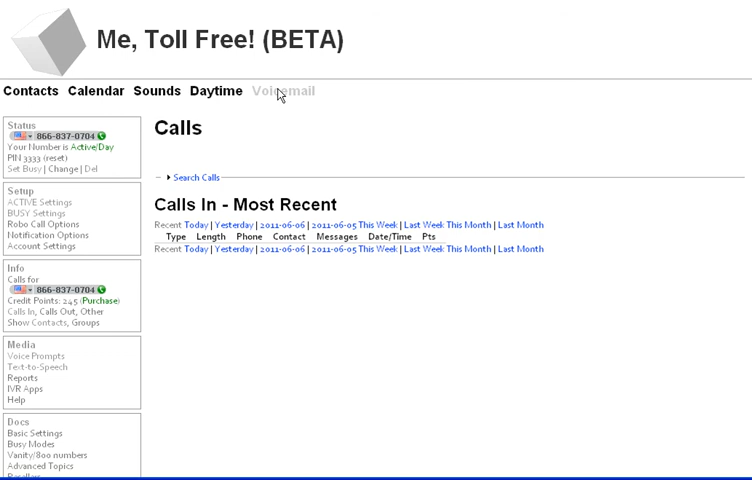 Me, Toll Free! (BETA)
Contacts Calendar Sounds Daytime Voicemail
Status
866-837-0704
Your Number is Active/Day
PIN 3333 (reset)
Set Busy | Change | Del
Setup
ACTIVE Settings
BUSY Settings
Robo Call Options
Notification Options
Account Settings
Info
Calls for
866-837-0704
Credit Points: 245 (Purchase)
Calls In, Calls Out, Other
Show Contacts, Groups
Media
Voice Prompts
Text-to-Speech
Reports
IVR Apps
Help
Docs
Basic Settings
Busy Modes
Vanity/800 numbers
Advanced Topics
Calls
Search Calls
Calls In - Most Recent
Recent Today | Yesterday | 2011-06-06 | 2011-06-05 This Week | Last Week This Month | Last Month
Type Length Phone Contact Messages Date/Time Pts
Recent Today | Yesterday | 2011-06-06 | 2011-06-05 This Week | Last Week This Month | Last Month